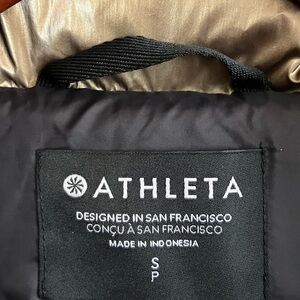 ATHLETA
DESIGNED IN SAN FRANCISCO
CONÇU À SAN FRANCISCO
MADE IN INDONESIA
S
P